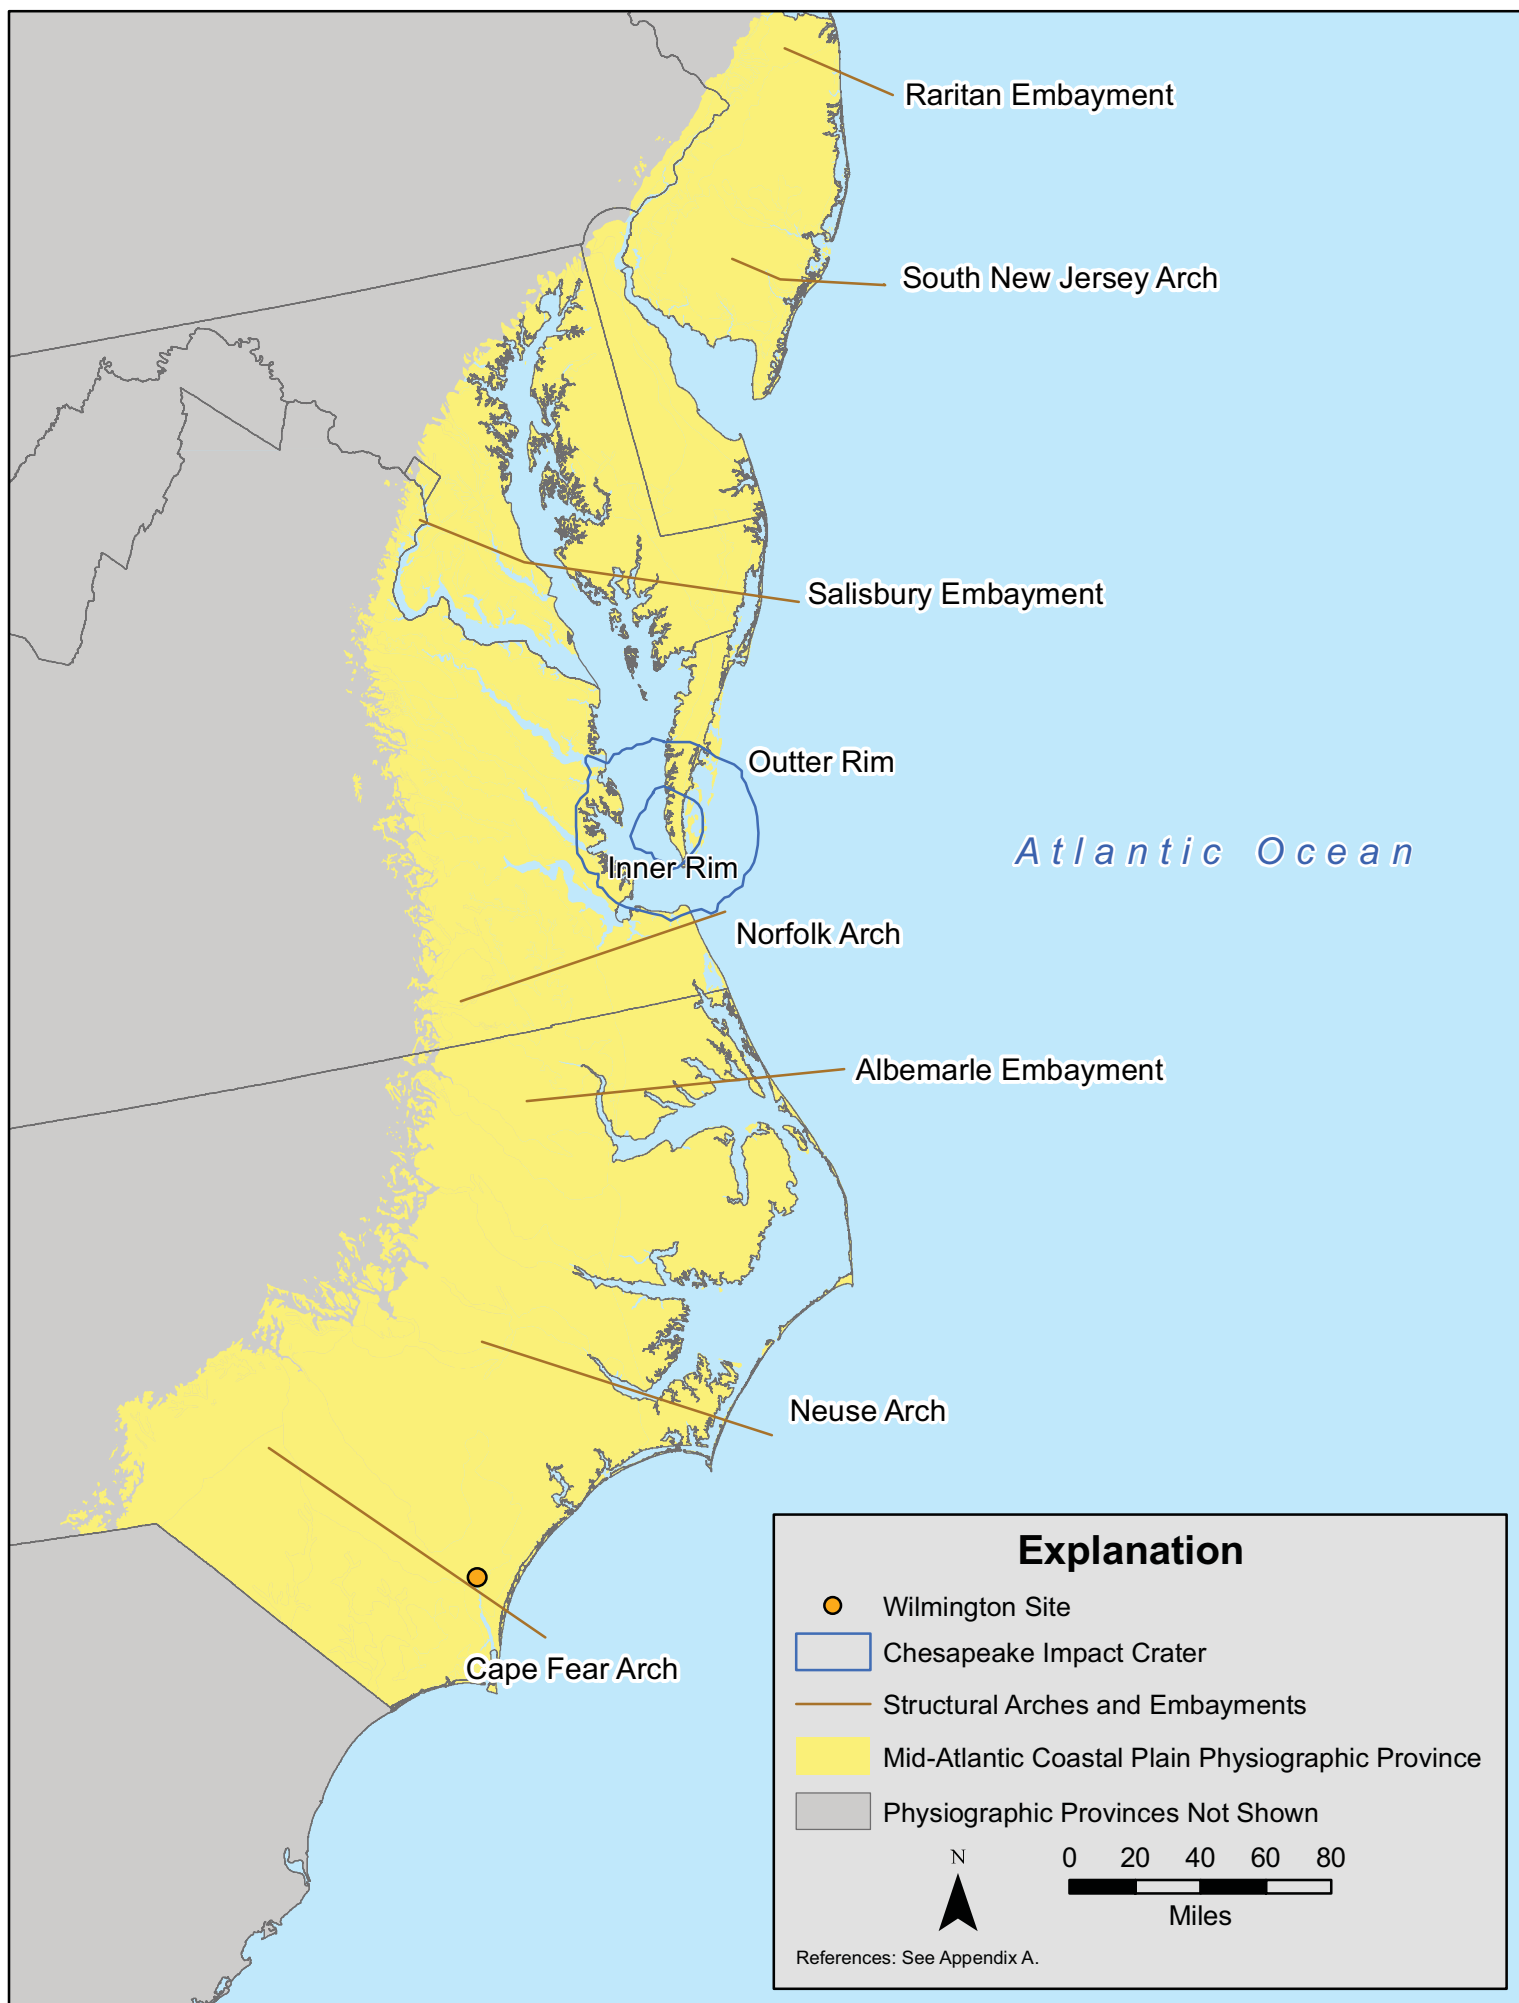 Raritan Embayment
South New Jersey Arch
Salisbury Embayment
Outter Rim
Atlantic Ocean
Inner Rim
Norfolk Arch
Albemarle Embayment
Neuse Arch
Cape Fear Arch
Explanation
Wilmington Site
Chesapeake Impact Crater
Structural Arches and Embayments
Mid-Atlantic Coastal Plain Physiographic Province
Physiographic Provinces Not Shown
N
0 20 40 60 80
Miles
References: See Appendix A.